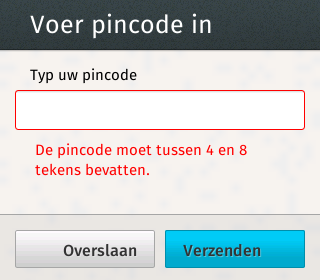 Voer pincode in
Typ uw pincode
De pincode moet tussen 4 en 8
tekens bevatten.
Overslaan
Verzenden